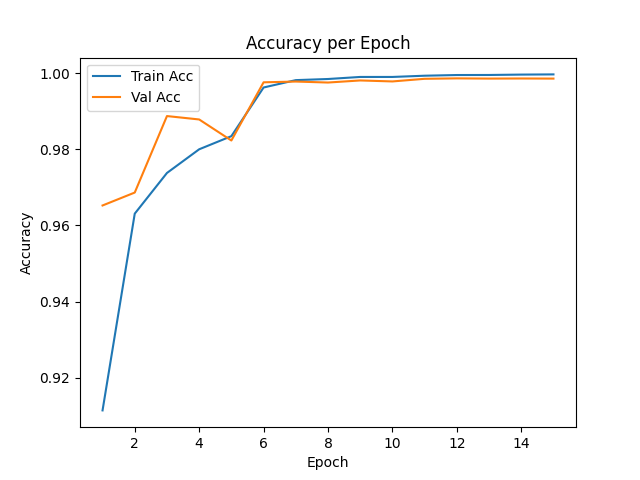 Accuracy per Epoch
1.00
Train Acc
Val Acc
0.98
0.96
Accuracy
0.94
0.92
2 4 6 8 10 12 14
Epoch